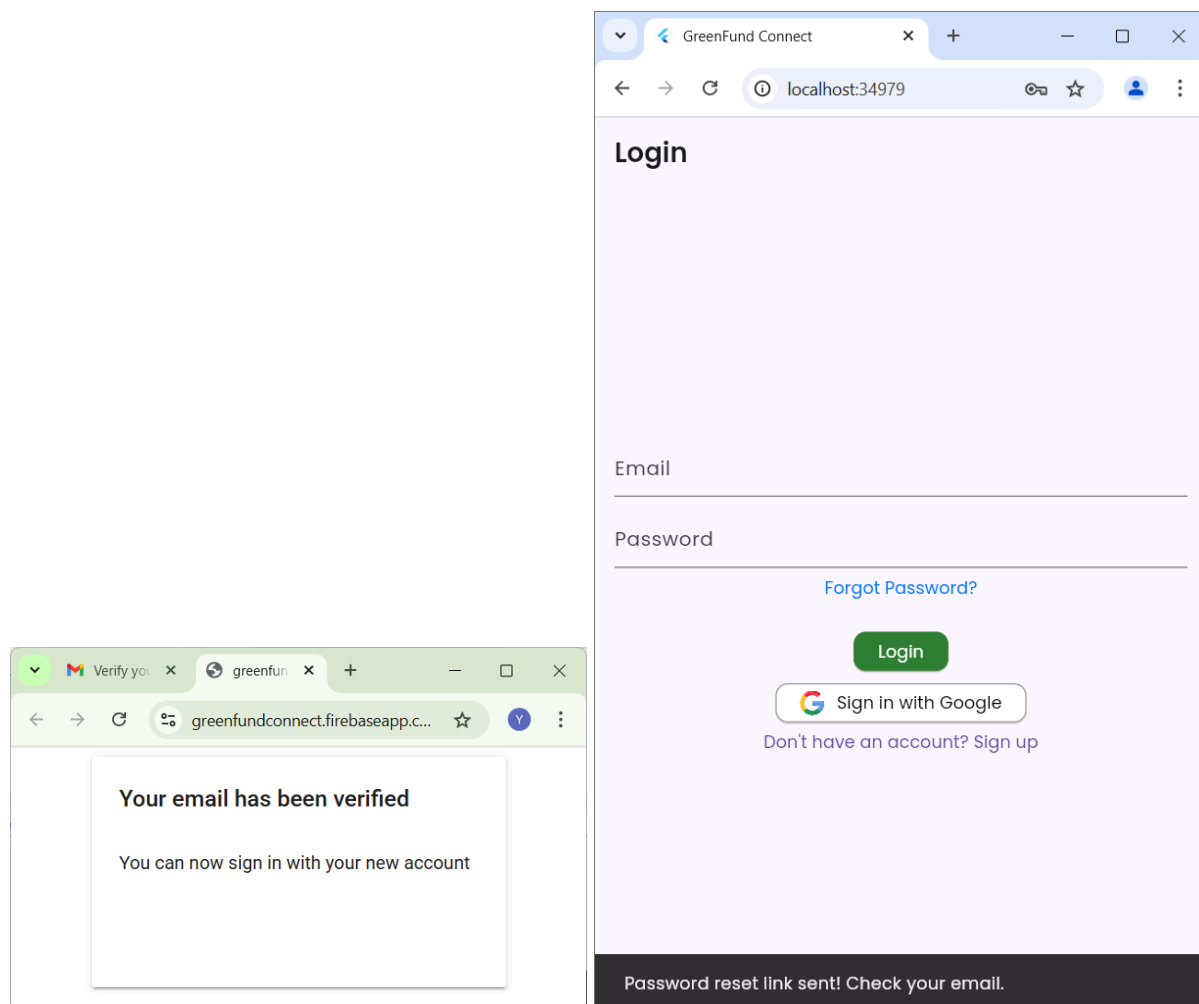 Verify you
greenfun
greenfundconnect.firebaseapp.c...
Y
Your email has been verified
You can now sign in with your new account
GreenFund Connect
localhost:34979
Login
Email
Password
Forgot Password?
Login
Sign in with Google
Don't have an account? Sign up
Password reset link sent! Check your email.